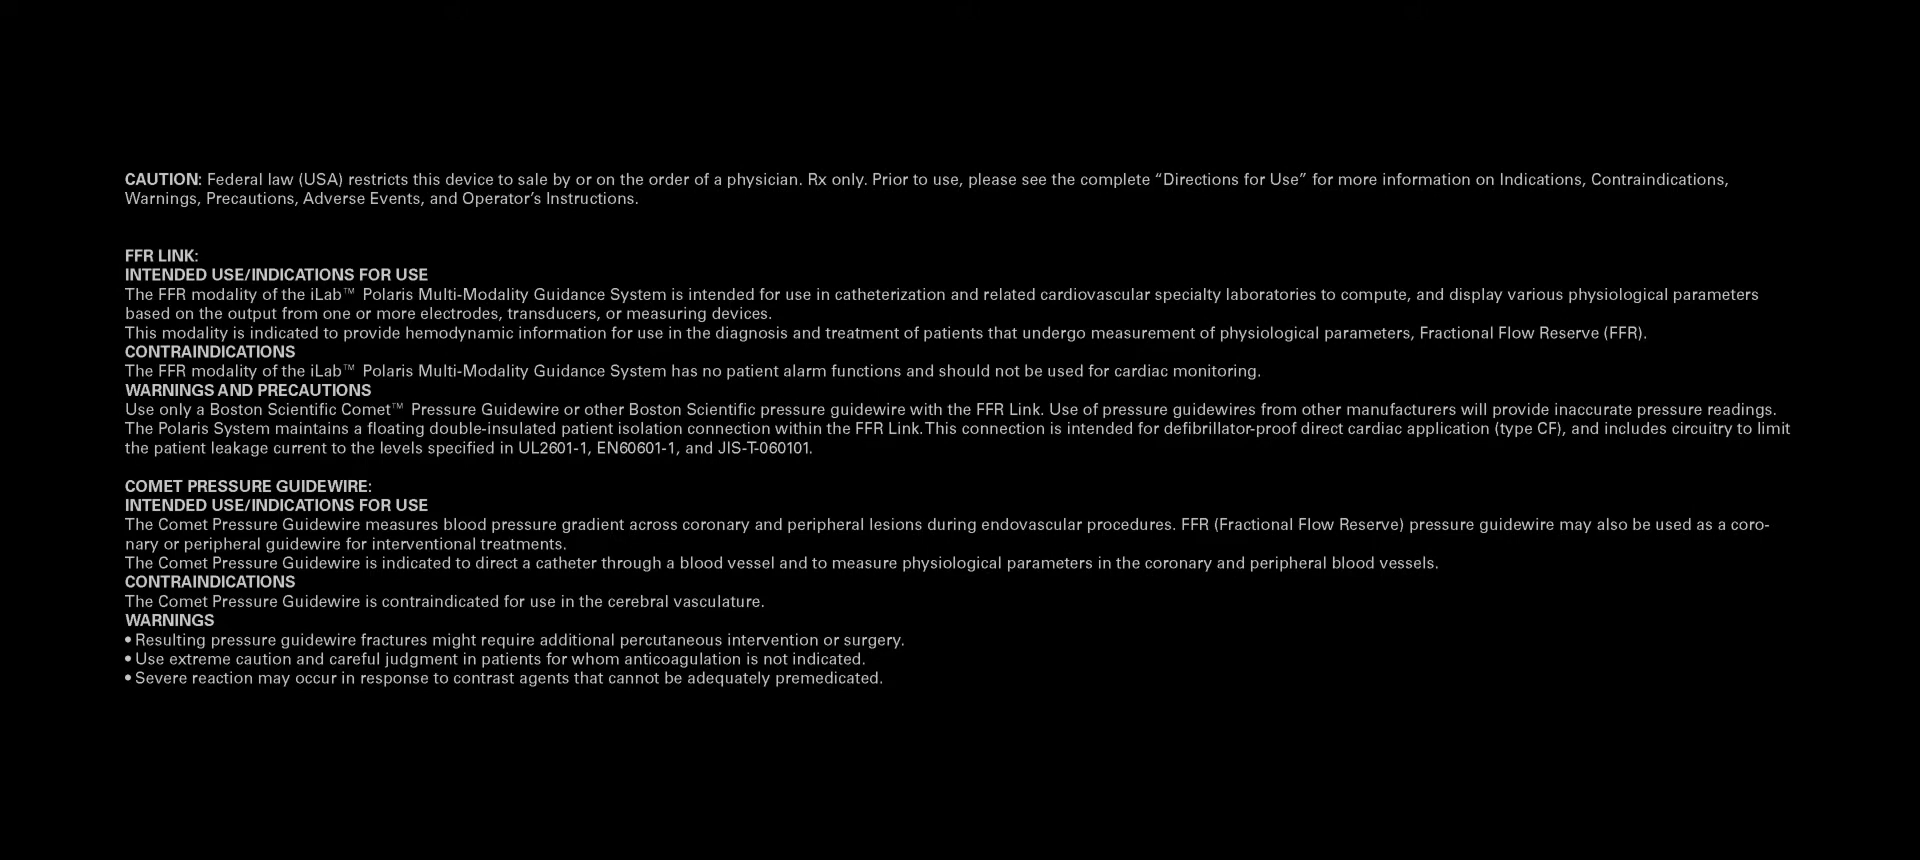 CAUTION: Federal law (USA) restricts this device to sale by or on the order of a physician. Rx only. Prior to use, please see the complete “Directions for Use” for more information on Indications, Contraindications,
Warnings, Precautions, Adverse Events, and Operator’s Instructions.
FFR LINK:
INTENDED USE/INDICATIONS FOR USE
The FFR modality of the iLab™ Polaris Multi-Modality Guidance System is intended for use in catheterization and related cardiovascular specialty laboratories to compute, and display various physiological parameters
based on the output from one or more electrodes, transducers, or measuring devices.
This modality is indicated to provide hemodynamic information for use in the diagnosis and treatment of patients that undergo measurement of physiological parameters, Fractional Flow Reserve (FFR).
CONTRAINDICATIONS
The FFR modality of the iLab™ Polaris Multi-Modality Guidance System has no patient alarm functions and should not be used for cardiac monitoring.
WARNINGS AND PRECAUTIONS
Use only a Boston Scientific Comet™ Pressure Guidewire or other Boston Scientific pressure guidewire with the FFR Link. Use of pressure guidewires from other manufacturers will provide inaccurate pressure readings.
The Polaris System maintains a floating double-insulated patient isolation connection within the FFR Link. This connection is intended for defibrillator-proof direct cardiac application (type CF), and includes circuitry to limit
the patient leakage current to the levels specified in UL2601-1, EN60601-1, and JIS-T-060101.
COMET PRESSURE GUIDEWIRE:
INTENDED USE/INDICATIONS FOR USE
The Comet Pressure Guidewire measures blood pressure gradient across coronary and peripheral lesions during endovascular procedures. FFR (Fractional Flow Reserve) pressure guidewire may also be used as a coro-
nary or peripheral guidewire for interventional treatments.
The Comet Pressure Guidewire is indicated to direct a catheter through a blood vessel and to measure physiological parameters in the coronary and peripheral blood vessels.
CONTRAINDICATIONS
The Comet Pressure Guidewire is contraindicated for use in the cerebral vasculature.
WARNINGS
• Resulting pressure guidewire fractures might require additional percutaneous intervention or surgery.
• Use extreme caution and careful judgment in patients for whom anticoagulation is not indicated.
• Severe reaction may occur in response to contrast agents that cannot be adequately premedicated.